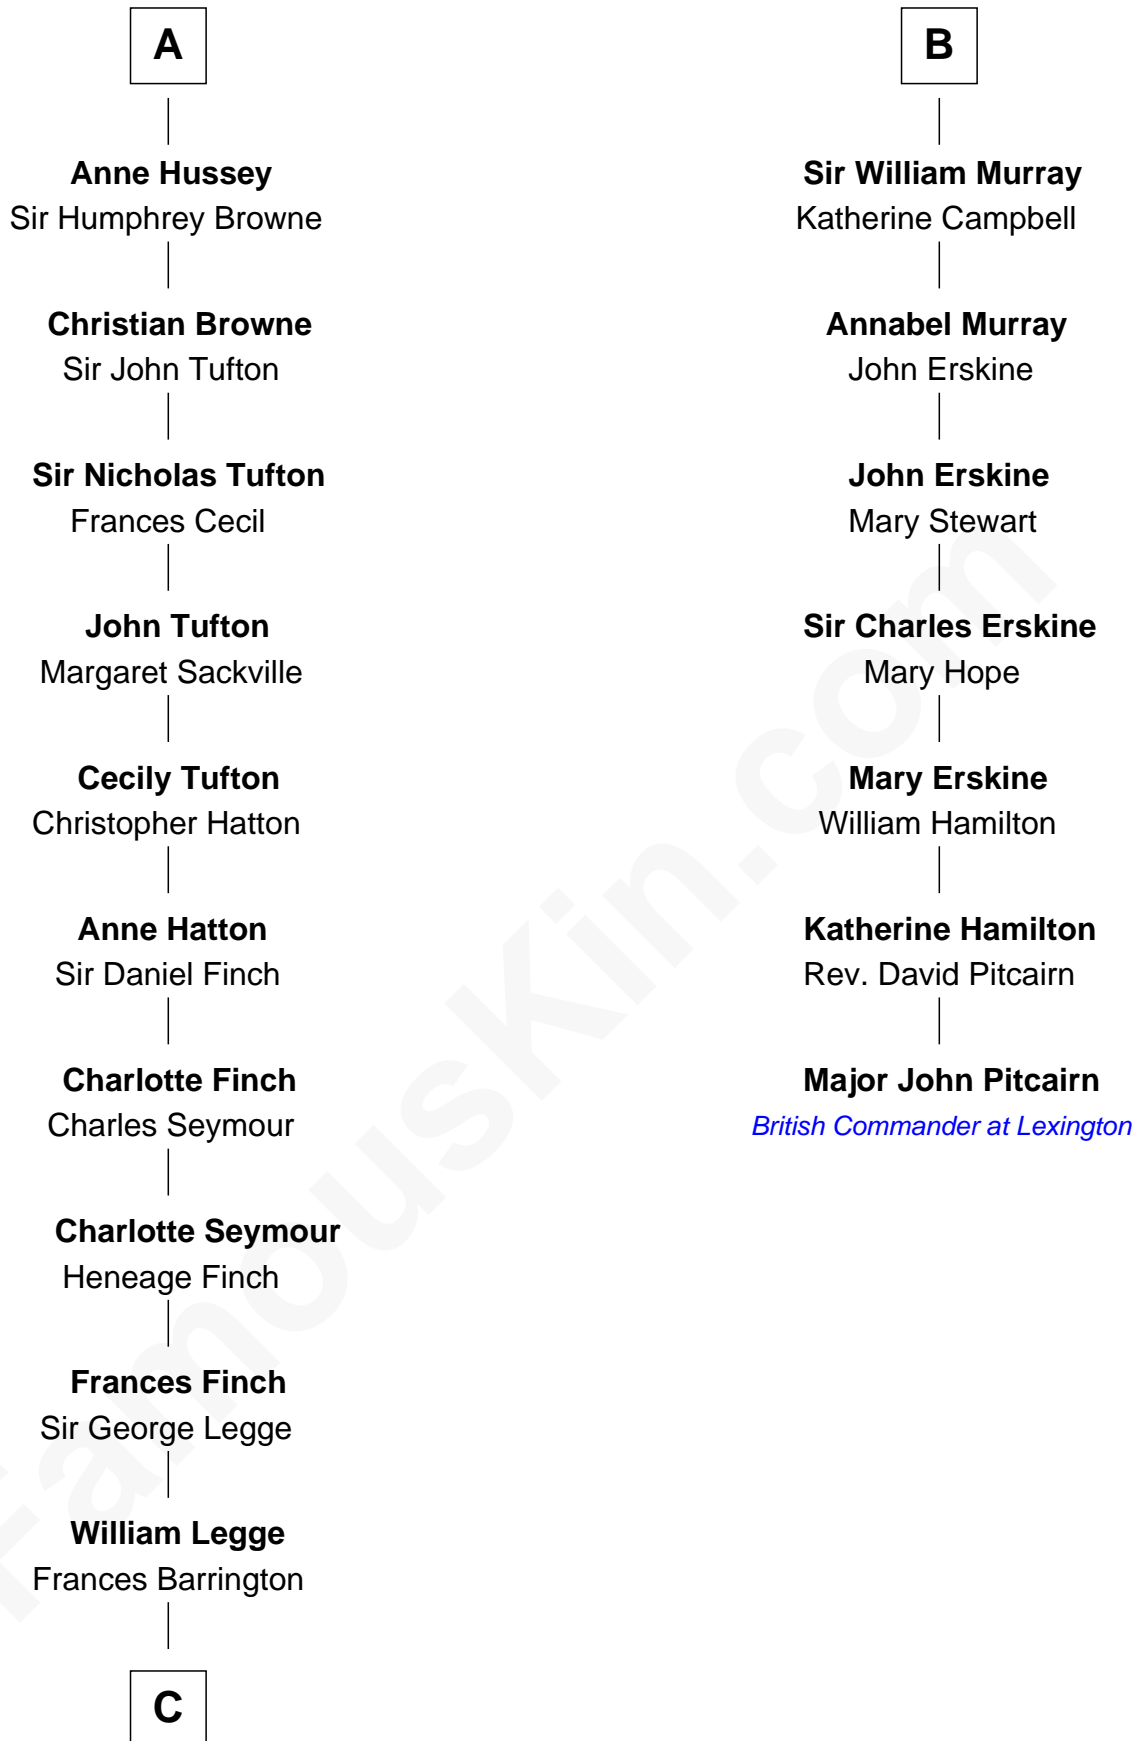 A
Anne Hussey
Sir Humphrey Browne
Christian Browne
Sir John Tufton
Sir Nicholas Tufton
Frances Cecil
John Tufton
Margaret Sackville
Cecily Tufton
Christopher Hatton
Anne Hatton
Sir Daniel Finch
Charlotte Finch
Charles Seymour
Charlotte Seymour
Heneage Finch
Frances Finch
Sir George Legge
William Legge
Frances Barrington
C
B
Sir William Murray
Katherine Campbell
Annabel Murray
John Erskine
John Erskine
Mary Stewart
Sir Charles Erskine
Mary Hope
Mary Erskine
William Hamilton
Katherine Hamilton
Rev. David Pitcairn
Major John Pitcairn
British Commander at Lexington
FamousKin.com